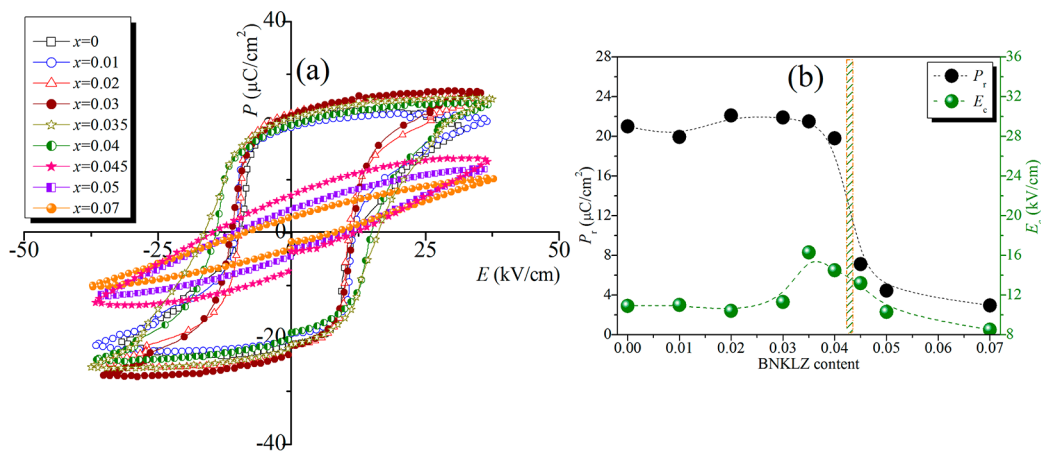 x=0
x=0.01
x=0.02
x=0.03
x=0.035
x=0.04
x=0.045
x=0.05
x=0.07
(a)
P (μC/cm²)
40
0
-20
-40
-50
-25
25
50
E (kV/cm)
(b)
Pr
Ec
Pr (μC/cm²)
28
24
20
16
12
8
4
0
Ec (kV/cm)
36
32
28
24
20
16
12
8
0.00
0.01
0.02
0.03
0.04
0.05
0.06
0.07
BNKLZ content